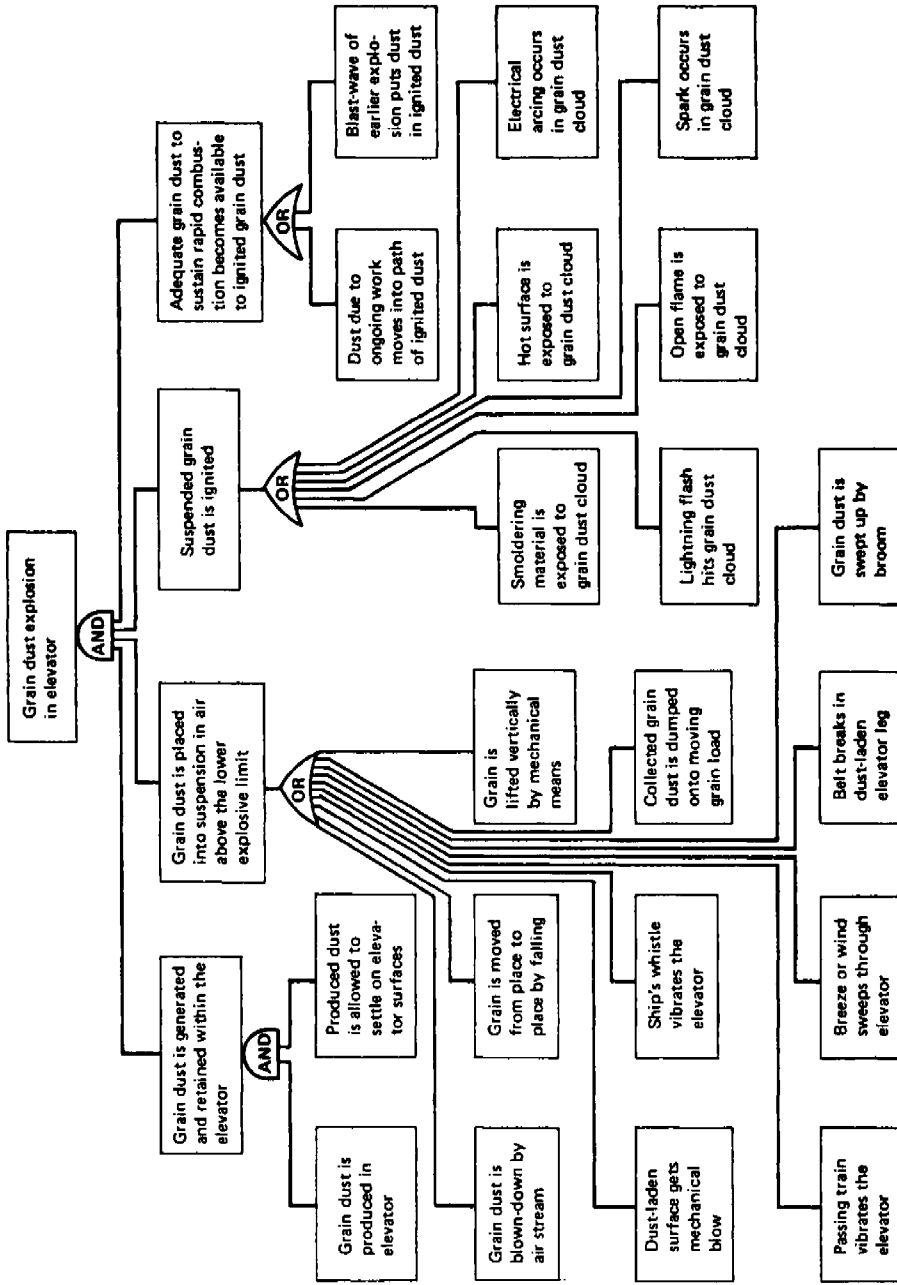 Grain dust explosion
in elevator
AND
Grain dust is generated
and retained within the
elevator
Grain dust is placed
into suspension in air
above the lower
explosive limit
Suspended grain
dust is ignited
Adequate grain dust to
sustain rapid combus-
tion becomes available
to ignited grain dust
AND
OR
OR
OR
Grain dust is
produced in
elevator
Produced dust
is allowed to
settle on eleva-
tor surfaces
Dust due to
ongoing work
moves into path
of ignited dust
Blast-wave of
earlier explo-
sion puts dust
in ignited dust
Grain dust is
blown-down by
air stream
Grain is moved
from place to
place by falling
Grain is
lifted vertically
by mechanical
means
Smoldering
material is
exposed to
grain dust cloud
Hot surface is
exposed to
grain dust cloud
Electrical
arcing occurs
in grain dust
cloud
Dust-laden
surface gets
mechanical
blow
Ship's whistle
vibrates the
elevator
Collected grain
dust is dumped
onto moving
grain load
Lightning flash
hits grain dust
cloud
Open flame is
exposed to
grain dust
cloud
Spark occurs
in grain dust
cloud
Passing train
vibrates the
elevator
Breeze or wind
sweeps through
elevator
Belt breaks in
dust-laden
elevator leg
Grain dust is
swept up by
broom